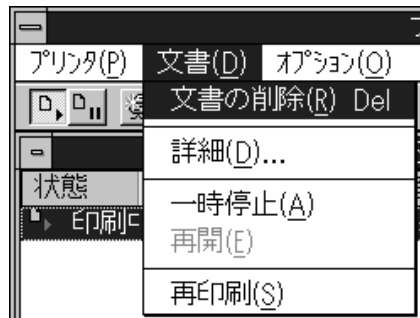 プリンタ(P) 文書(D) オプション(O)
文書の削除(R) Del
詳細(D)...
状態
一時停止(A)
印刷
再開(E)
再印刷(S)